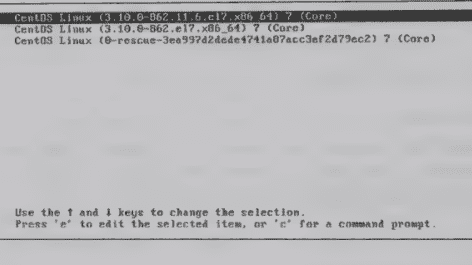 CentOS Linux (3.10.0-862.11.6.el7.x86_64) 7 (Core)
CentOS Linux (3.10.0-862.el7.x86_64) 7 (Core)
CentOS Linux (0-rescue-3ea997d2dede4741a07acc3ef2d79ec2) 7 (Core)
Use the ↑ and ↓ keys to change the selection.
Press 'e' to edit the selected item, or 'c' for a command prompt.